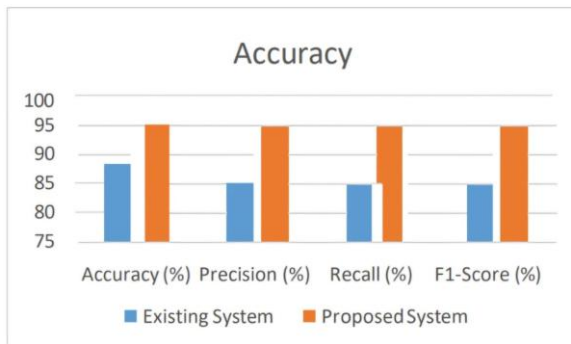 Accuracy
100
95
90
85
80
75
Accuracy (%) Precision (%) Recall (%) F1-Score (%)
Existing System Proposed System